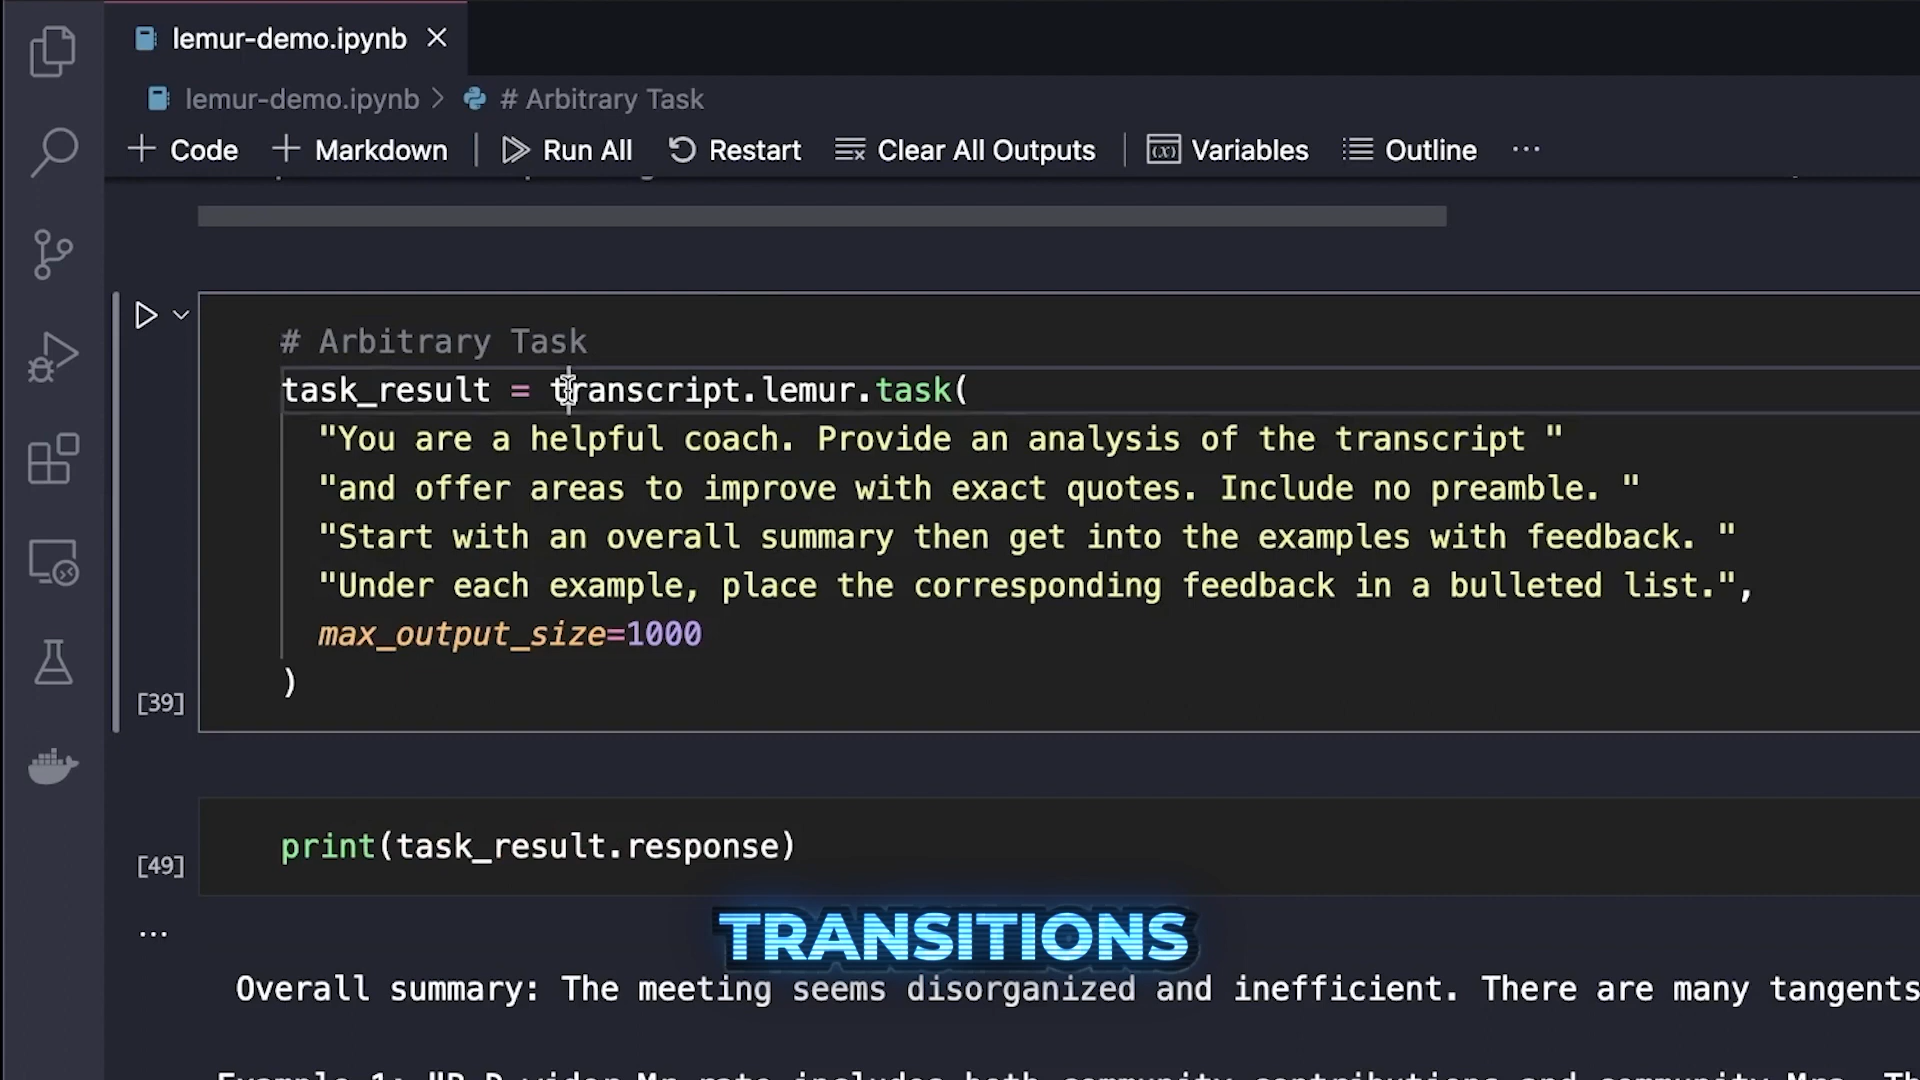 lemur-demo.ipynb
lemur-demo.ipynb > # Arbitrary Task
+ Code + Markdown | Run All Restart Clear All Outputs | (x) Variables Outline ...
# Arbitrary Task
task_result = transcript.lemur.task(
"You are a helpful coach. Provide an analysis of the transcript "
"and offer areas to improve with exact quotes. Include no preamble. "
"Start with an overall summary then get into the examples with feedback. "
"Under each example, place the corresponding feedback in a bulleted list.",
max_output_size=1000
)
[39]
print(task_result.response)
[49]
TRANSITIONS
...
Overall summary: The meeting seems disorganized and inefficient. There are many tangents